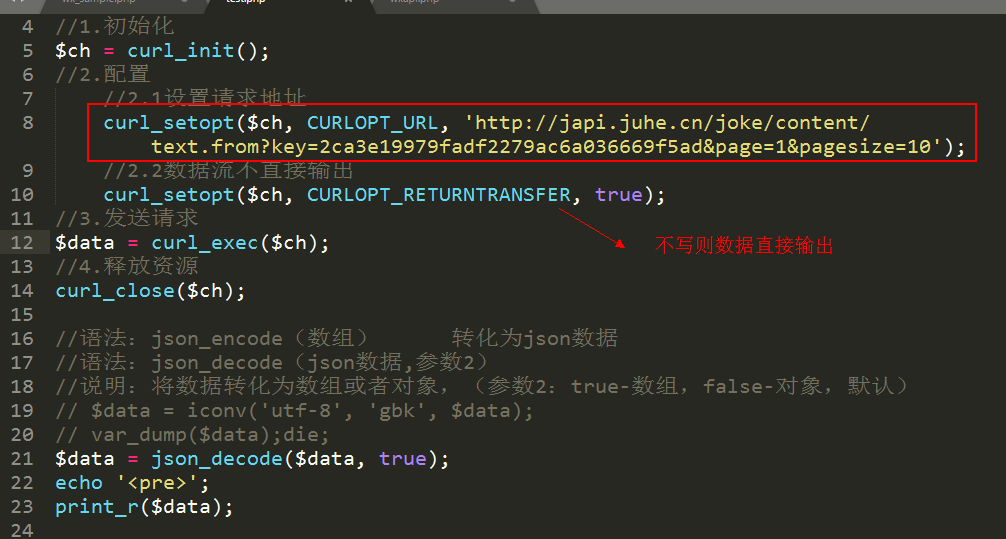 test.php
4 //1.初始化
5 $ch = curl_init();
6 //2.配置
7 //2.1设置请求地址
8 curl_setopt($ch, CURLOPT_URL, 'http://japi.juhe.cn/joke/content/
text.from?key=2ca3e19979fadf2279ac6a036669f5ad&page=1&pagesize=10');
9 //2.2数据流不直接输出
10 curl_setopt($ch, CURLOPT_RETURNTRANSFER, true);
11 //3.发送请求
12 $data = curl_exec($ch);
不写则数据直接输出
13 //4.释放资源
14 curl_close($ch);
15
16 //语法：json_encode（数组） 转化为json数据
17 //语法：json_decode（json数据,参数2）
18 //说明：将数据转化为数组或者对象，（参数2：true-数组，false-对象，默认）
19 // $data = iconv('utf-8', 'gbk', $data);
20 // var_dump($data);die;
21 $data = json_decode($data, true);
22 echo '<pre>';
23 print_r($data);
24